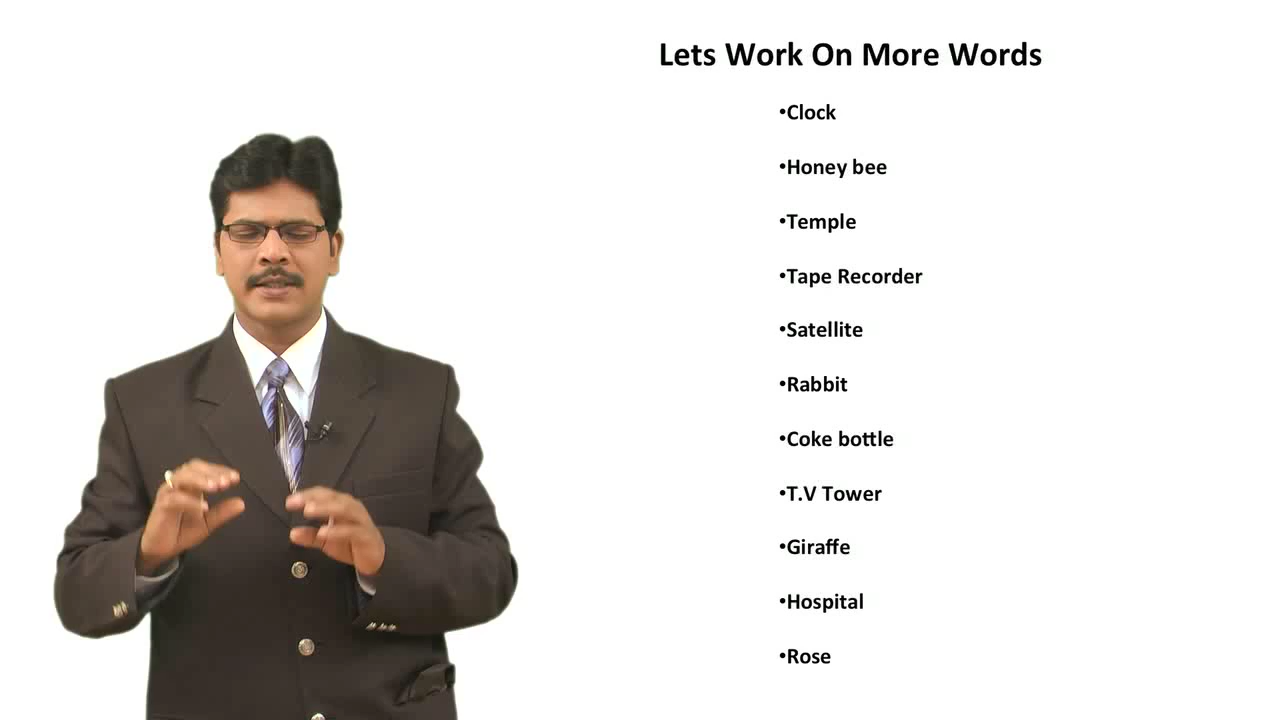 Lets Work On More Words
•Clock
•Honey bee
•Temple
•Tape Recorder
•Satellite
•Rabbit
•Coke bottle
•T.V Tower
•Giraffe
•Hospital
•Rose